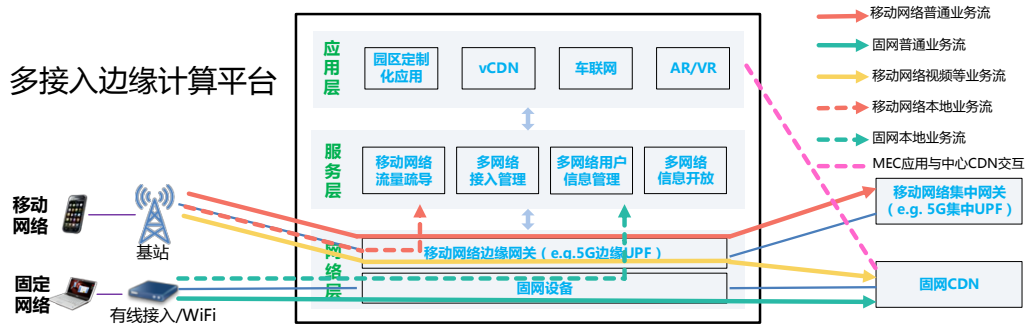 多接入边缘计算平台
应用层
园区定制
化应用
vCDN
车联网
AR/VR
服务层
移动网络
流量疏导
多网络
接入管理
多网络用户
信息管理
多网络
信息开放
网络层
移动网络边缘网关（e.g.5G边缘UPF）
固网设备
移动
网络
基站
固定
网络
有线接入/WiFi
移动网络普通业务流
固网普通业务流
移动网络视频等业务流
移动网络本地业务流
固网本地业务流
MEC应用与中心CDN交互
移动网络集中网关
（e.g. 5G集中UPF）
固网CDN